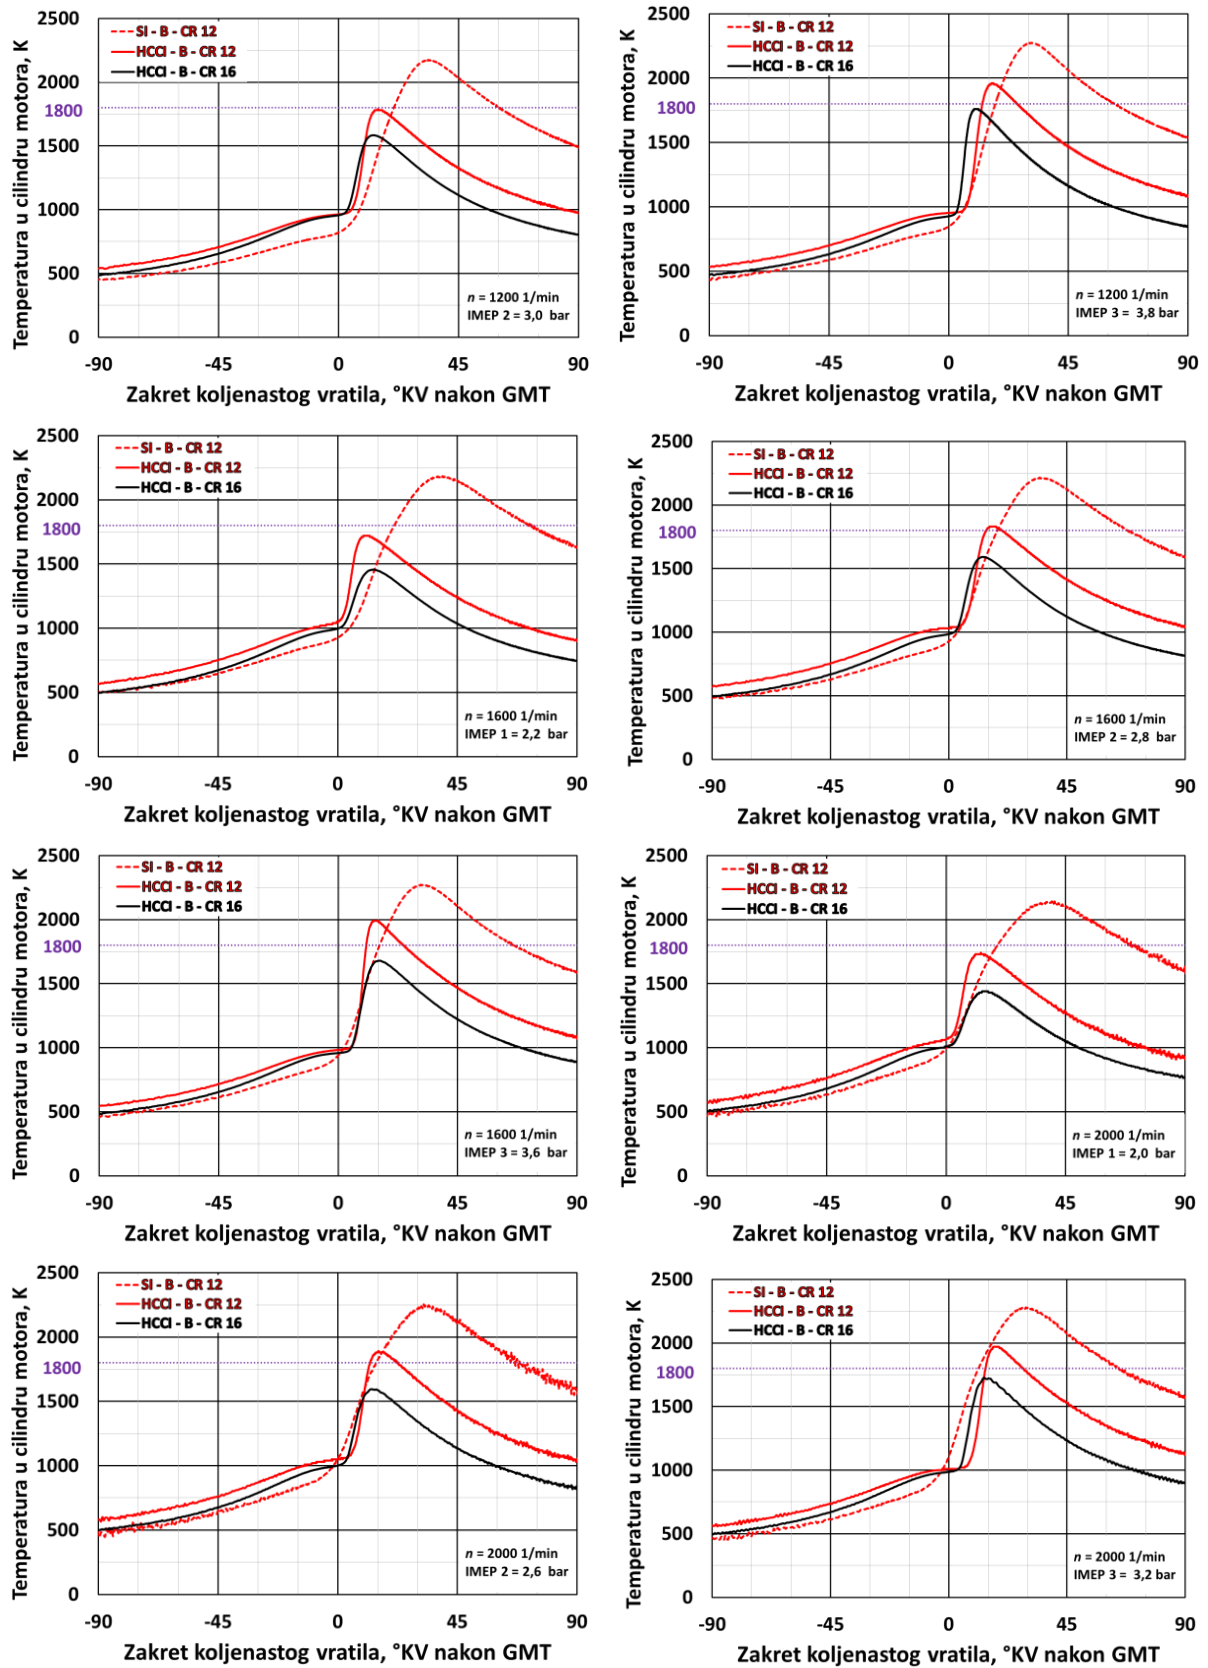 2500
2000
1800
1500
1000
500
0
Temperatura u cilindru motora, K
SI - B - CR 12
HCCI - B - CR 12
HCCI - B - CR 16
n = 1200 1/min
IMEP 2 = 3,0 bar
-90 -45 0 45 90
Zakret koljenastog vratila, °KV nakon GMT
2500
2000
1800
1500
1000
500
0
Temperatura u cilindru motora, K
SI - B - CR 12
HCCI - B - CR 12
HCCI - B - CR 16
n = 1200 1/min
IMEP 3 = 3,8 bar
-90 -45 0 45 90
Zakret koljenastog vratila, °KV nakon GMT
2500
2000
1800
1500
1000
500
0
Temperatura u cilindru motora, K
SI - B - CR 12
HCCI - B - CR 12
HCCI - B - CR 16
n = 1600 1/min
IMEP 1 = 2,2 bar
-90 -45 0 45 90
Zakret koljenastog vratila, °KV nakon GMT
2500
2000
1800
1500
1000
500
0
Temperatura u cilindru motora, K
SI - B - CR 12
HCCI - B - CR 12
HCCI - B - CR 16
n = 1600 1/min
IMEP 2 = 2,8 bar
-90 -45 0 45 90
Zakret koljenastog vratila, °KV nakon GMT
2500
2000
1800
1500
1000
500
0
Temperatura u cilindru motora, K
SI - B - CR 12
HCCI - B - CR 12
HCCI - B - CR 16
n = 1600 1/min
IMEP 3 = 3,6 bar
-90 -45 0 45 90
Zakret koljenastog vratila, °KV nakon GMT
2500
2000
1800
1500
1000
500
0
Temperatura u cilindru motora, K
SI - B - CR 12
HCCI - B - CR 12
HCCI - B - CR 16
n = 2000 1/min
IMEP 1 = 2,0 bar
-90 -45 0 45 90
Zakret koljenastog vratila, °KV nakon GMT
2500
2000
1800
1500
1000
500
0
Temperatura u cilindru motora, K
SI - B - CR 12
HCCI - B - CR 12
HCCI - B - CR 16
n = 2000 1/min
IMEP 2 = 2,6 bar
-90 -45 0 45 90
Zakret koljenastog vratila, °KV nakon GMT
2500
2000
1800
1500
1000
500
0
Temperatura u cilindru motora, K
SI - B - CR 12
HCCI - B - CR 12
HCCI - B - CR 16
n = 2000 1/min
IMEP 3 = 3,2 bar
-90 -45 0 45 90
Zakret koljenastog vratila, °KV nakon GMT